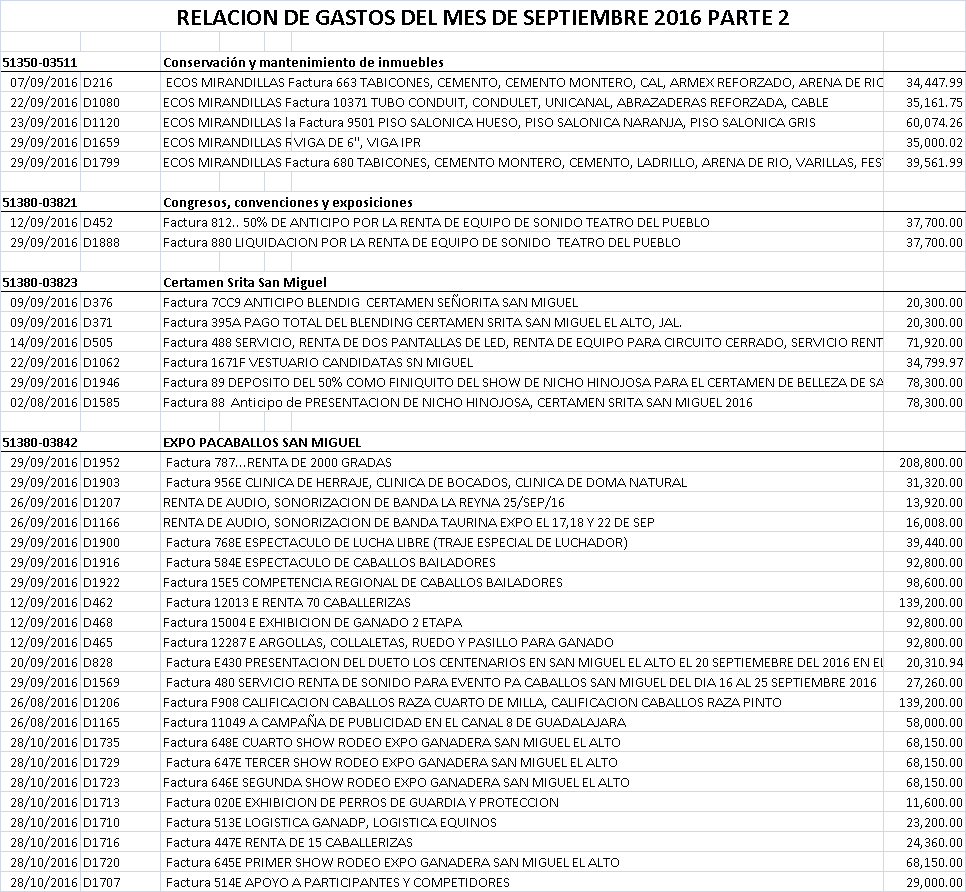 RELACION DE GASTOS DEL MES DE SEPTIEMBRE 2016 PARTE 2
51350-03511 Conservación y mantenimiento de inmuebles
07/09/2016 D216 ECOS MIRANDILLAS Factura 663 TABICONES, CEMENTO, CEMENTO MONTERO, CAL, ARMEX REFORZADO, ARENA DE RIO 34,447.99
22/09/2016 D1080 ECOS MIRANDILLAS Factura 10371 TUBO CONDUIT, CONDULET, UNICANAL, ABRAZADERAS REFORZADA, CABLE 35,161.75
23/09/2016 D1120 ECOS MIRANDILLAS la Factura 9501 PISO SALONICA HUESO, PISO SALONICA NARANJA, PISO SALONICA GRIS 60,074.26
29/09/2016 D1659 ECOS MIRANDILLAS RVIGA DE 6", VIGA IPR 35,000.02
29/09/2016 D1799 ECOS MIRANDILLAS Factura 680 TABICONES, CEMENTO MONTERO, CEMENTO, LADRILLO, ARENA DE RIO, VARILLAS, FES 39,561.99
51380-03821 Congresos, convenciones y exposiciones
12/09/2016 D452 Factura 812.. 50% DE ANTICIPO POR LA RENTA DE EQUIPO DE SONIDO TEATRO DEL PUEBLO 37,700.00
29/09/2016 D1888 Factura 880 LIQUIDACION POR LA RENTA DE EQUIPO DE SONIDO TEATRO DEL PUEBLO 37,700.00
51380-03823 Certamen Srita San Miguel
09/09/2016 D376 Factura 7CC9 ANTICIPO BLENDIG CERTAMEN SEÑORITA SAN MIGUEL 20,300.00
09/09/2016 D371 Factura 395A PAGO TOTAL DEL BLENDING CERTAMEN SRITA SAN MIGUEL EL ALTO, JAL. 20,300.00
14/09/2016 D505 Factura 488 SERVICIO, RENTA DE DOS PANTALLAS DE LED, RENTA DE EQUIPO PARA CIRCUITO CERRADO, SERVICIO RENT 71,920.00
22/09/2016 D1062 Factura 1671F VESTUARIO CANDIDATAS SN MIGUEL 34,799.97
29/09/2016 D1946 Factura 89 DEPOSITO DEL 50% COMO FINIQUITO DEL SHOW DE NICHO HINOJOSA PARA EL CERTAMEN DE BELLEZA DE SA 78,300.00
02/08/2016 D1585 Factura 88 Anticipo de PRESENTACION DE NICHO HINOJOSA, CERTAMEN SRITA SAN MIGUEL 2016 78,300.00
51380-03842 EXPO PACABALLOS SAN MIGUEL
29/09/2016 D1952 Factura 787...RENTA DE 2000 GRADAS 208,800.00
29/09/2016 D1903 Factura 956E CLINICA DE HERRAJE, CLINICA DE BOCADOS, CLINICA DE DOMA NATURAL 31,320.00
26/09/2016 D1207 RENTA DE AUDIO, SONORIZACION DE BANDA LA REYNA 25/SEP/16 13,920.00
26/09/2016 D1166 RENTA DE AUDIO, SONORIZACION DE BANDA TAURINA EXPO EL 17,18 Y 22 DE SEP 16,008.00
29/09/2016 D1900 Factura 768E ESPECTACULO DE LUCHA LIBRE (TRAJE ESPECIAL DE LUCHADOR) 39,440.00
29/09/2016 D1916 Factura 584E ESPECTACULO DE CABALLOS BAILADORES 92,800.00
29/09/2016 D1922 Factura 15E5 COMPETENCIA REGIONAL DE CABALLOS BAILADORES 98,600.00
12/09/2016 D462 Factura 12013 E RENTA 70 CABALLERIZAS 139,200.00
12/09/2016 D468 Factura 15004 E EXHIBICION DE GANADO 2 ETAPA 92,800.00
12/09/2016 D465 Factura 12287 E ARGOLLAS, COLLALETAS, RUEDO Y PASILLO PARA GANADO 92,800.00
20/09/2016 D828 Factura E430 PRESENTACION DEL DUETO LOS CENTENARIOS EN SAN MIGUEL EL ALTO EL 20 SEPTIEMEBRE DEL 2016 EN EL 20,310.94
29/09/2016 D1569 Factura 480 SERVICIO RENTA DE SONIDO PARA EVENTO PA CABALLOS SAN MIGUEL DEL DIA 16 AL 25 SEPTIEMBRE 2016 27,260.00
26/08/2016 D1206 Factura F908 CALIFICACION CABALLOS RAZA CUARTO DE MILLA, CALIFICACION CABALLOS RAZA PINTO 139,200.00
26/08/2016 D1165 Factura 11049 A CAMPAÑA DE PUBLICIDAD EN EL CANAL 8 DE GUADALAJARA 58,000.00
28/10/2016 D1735 Factura 648E CUARTO SHOW RODEO EXPO GANADERA SAN MIGUEL EL ALTO 68,150.00
28/10/2016 D1729 Factura 647E TERCER SHOW RODEO EXPO GANADERA SAN MIGUEL EL ALTO 68,150.00
28/10/2016 D1723 Factura 646E SEGUNDA SHOW RODEO EXPO GANADERA SAN MIGUEL EL ALTO 68,150.00
28/10/2016 D1713 Factura 020E EXHIBICION DE PERROS DE GUARDIA Y PROTECCION 11,600.00
28/10/2016 D1710 Factura 513E LOGISTICA GANADP, LOGISTICA EQUINOS 23,200.00
28/10/2016 D1716 Factura 447E RENTA DE 15 CABALLERIZAS 24,360.00
28/10/2016 D1720 Factura 645E PRIMER SHOW RODEO EXPO GANADERA SAN MIGUEL EL ALTO 68,150.00
28/10/2016 D1707 Factura 514E APOYO A PARTICIPANTES Y COMPETIDORES 29,000.00